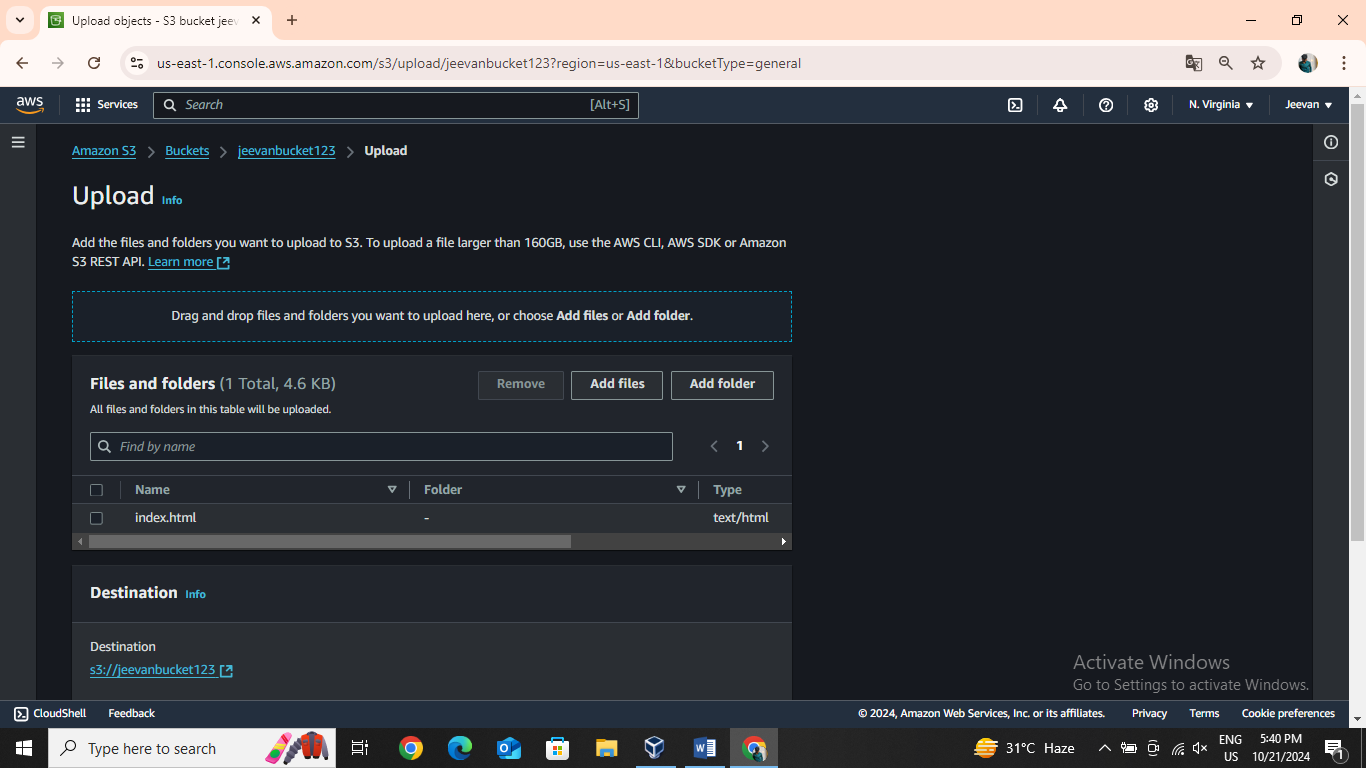 Upload objects - S3 bucket jeev
us-east-1.console.aws.amazon.com/s3/upload/jeevanbucket123?region=us-east-1&bucketType=general
aws Services Search [Alt+S] N. Virginia Jeevan
Amazon S3 Buckets jeevanbucket123 Upload
Upload Info
Add the files and folders you want to upload to S3. To upload a file larger than 160GB, use the AWS CLI, AWS SDK or Amazon
S3 REST API. Learn more
Drag and drop files and folders you want to upload here, or choose Add files or Add folder.
Files and folders (1 Total, 4.6 KB) Remove Add files Add folder
All files and folders in this table will be uploaded.
Find by name 1
Name Folder Type
index.html - text/html
Destination Info
Destination
s3://jeevanbucket123
Activate Windows
Go to Settings to activate Windows.
CloudShell Feedback © 2024, Amazon Web Services, Inc. or its affiliates. Privacy Terms Cookie preferences
Type here to search 31°C Haze ENG 5:40 PM
US 10/21/2024 1